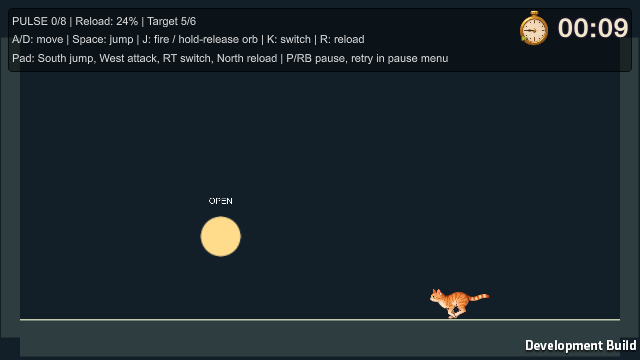 PULSE 0/8 | Reload: 24% | Target 5/6
00:09
A/D: move | Space: jump | J: fire / hold-release orb | K: switch | R: reload
Pad: South jump, West attack, RT switch, North reload | P/RB pause, retry in pause menu
OPEN
Development Build